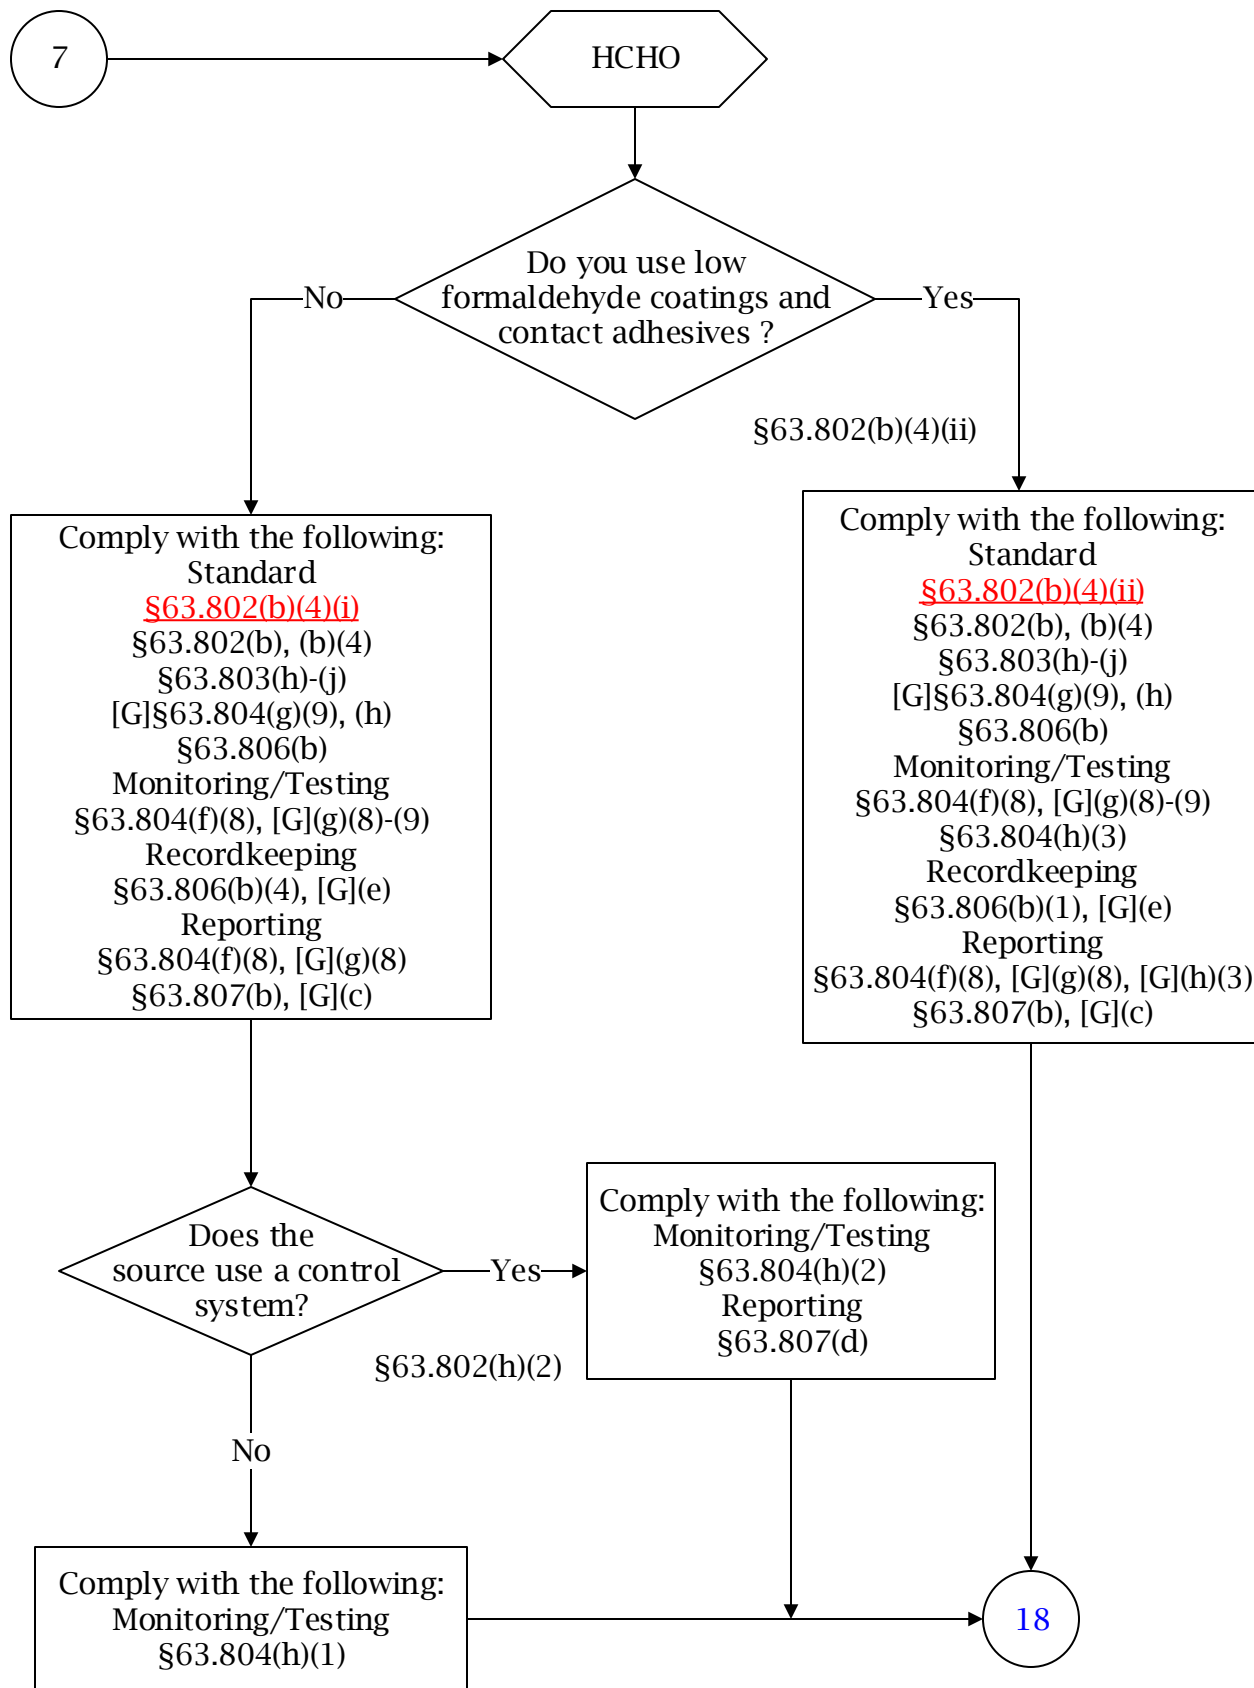 7
HCHO
Do you use low
formaldehyde coatings and
contact adhesives ?
No
Yes
§63.802(b)(4)(ii)
Comply with the following:
Standard
§63.802(b)(4)(i)
§63.802(b), (b)(4)
§63.803(h)-(j)
[G]§63.804(g)(9), (h)
§63.806(b)
Monitoring/Testing
§63.804(f)(8), [G](g)(8)-(9)
Recordkeeping
§63.806(b)(4), [G](e)
Reporting
§63.804(f)(8), [G](g)(8)
§63.807(b), [G](c)
Comply with the following:
Standard
§63.802(b)(4)(ii)
§63.802(b), (b)(4)
§63.803(h)-(j)
[G]§63.804(g)(9), (h)
§63.806(b)
Monitoring/Testing
§63.804(f)(8), [G](g)(8)-(9)
§63.804(h)(3)
Recordkeeping
§63.806(b)(1), [G](e)
Reporting
§63.804(f)(8), [G](g)(8), [G](h)(3)
§63.807(b), [G](c)
Does the
source use a control
system?
Yes
§63.802(h)(2)
Comply with the following:
Monitoring/Testing
§63.804(h)(2)
Reporting
§63.807(d)
No
Comply with the following:
Monitoring/Testing
§63.804(h)(1)
18